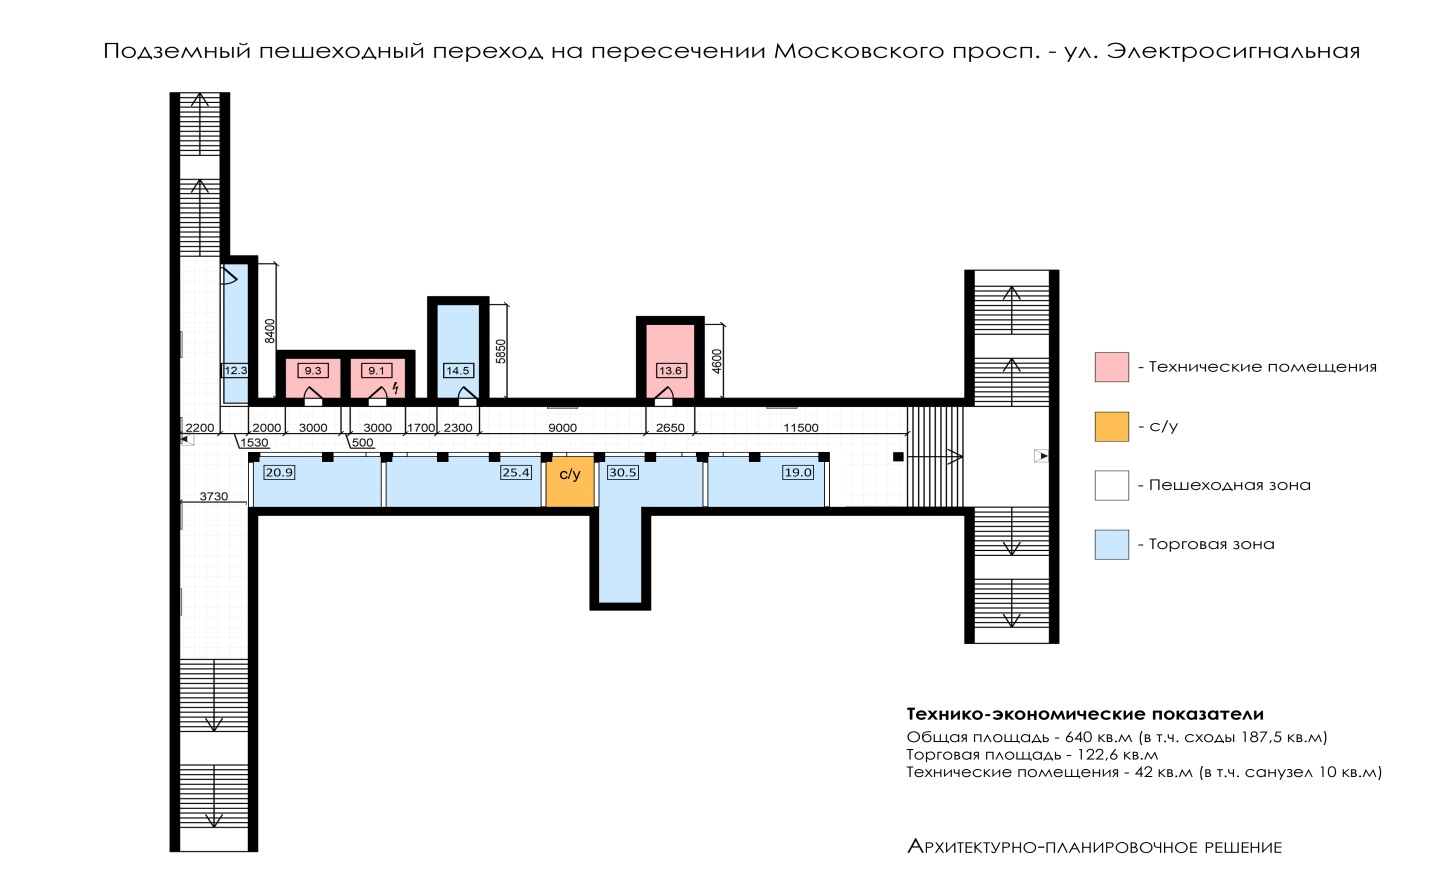 Подземный пешеходный переход на пересечении Московского просп. - ул. Электросигнальная
8400
5850
4600
12.3
9.3
9.1
14.5
13.6
2200
2000
3000
3000
1700
2300
9000
2650
11500
1530
500
20.9
25.4
с/у
30.5
19.0
3730
- Технические помещения
- с/у
- Пешеходная зона
- Торговая зона
Технико-экономические показатели
Общая площадь - 640 кв.м (в т.ч. сходы 187,5 кв.м)
Торговая площадь - 122,6 кв.м
Технические помещения - 42 кв.м (в т.ч. санузел 10 кв.м)
Архитектурно-планировочное решение